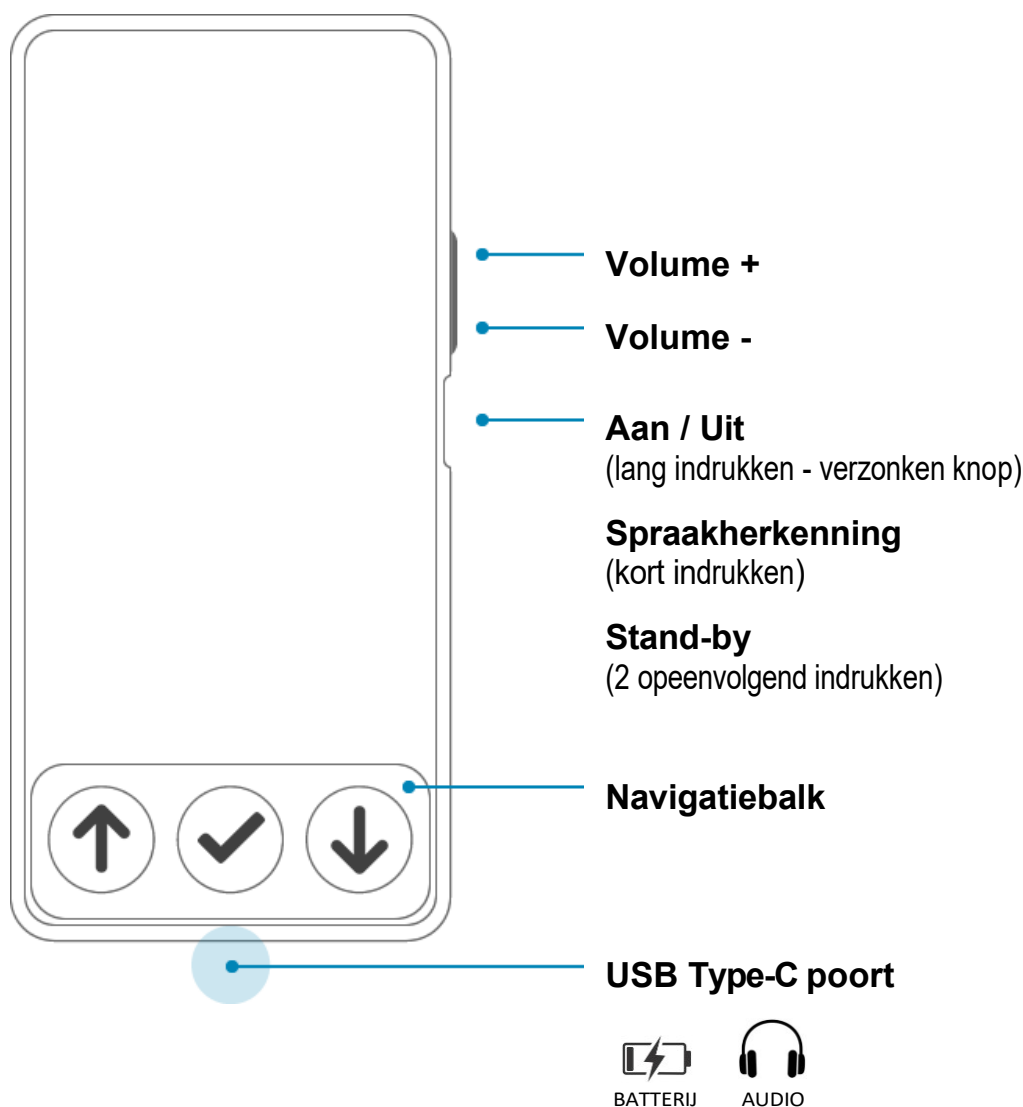 Volume +
Volume -
Aan / Uit
(lang indrukken - verzonken knop)
Spraakherkenning
(kort indrukken)
Stand-by
(2 opeenvolgend indrukken)
Navigatiebalk
USB Type-C poort
BATTERIJ AUDIO